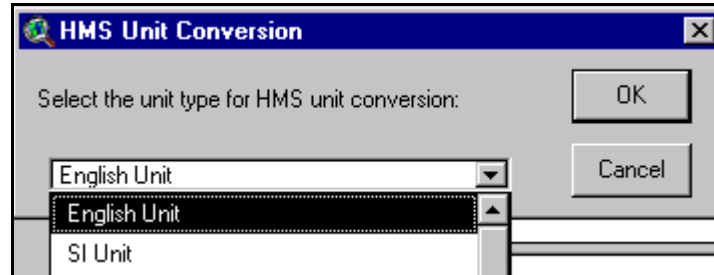 HMS Unit Conversion
Select the unit type for HMS unit conversion:
OK
English Unit
Cancel
English Unit
SI Unit